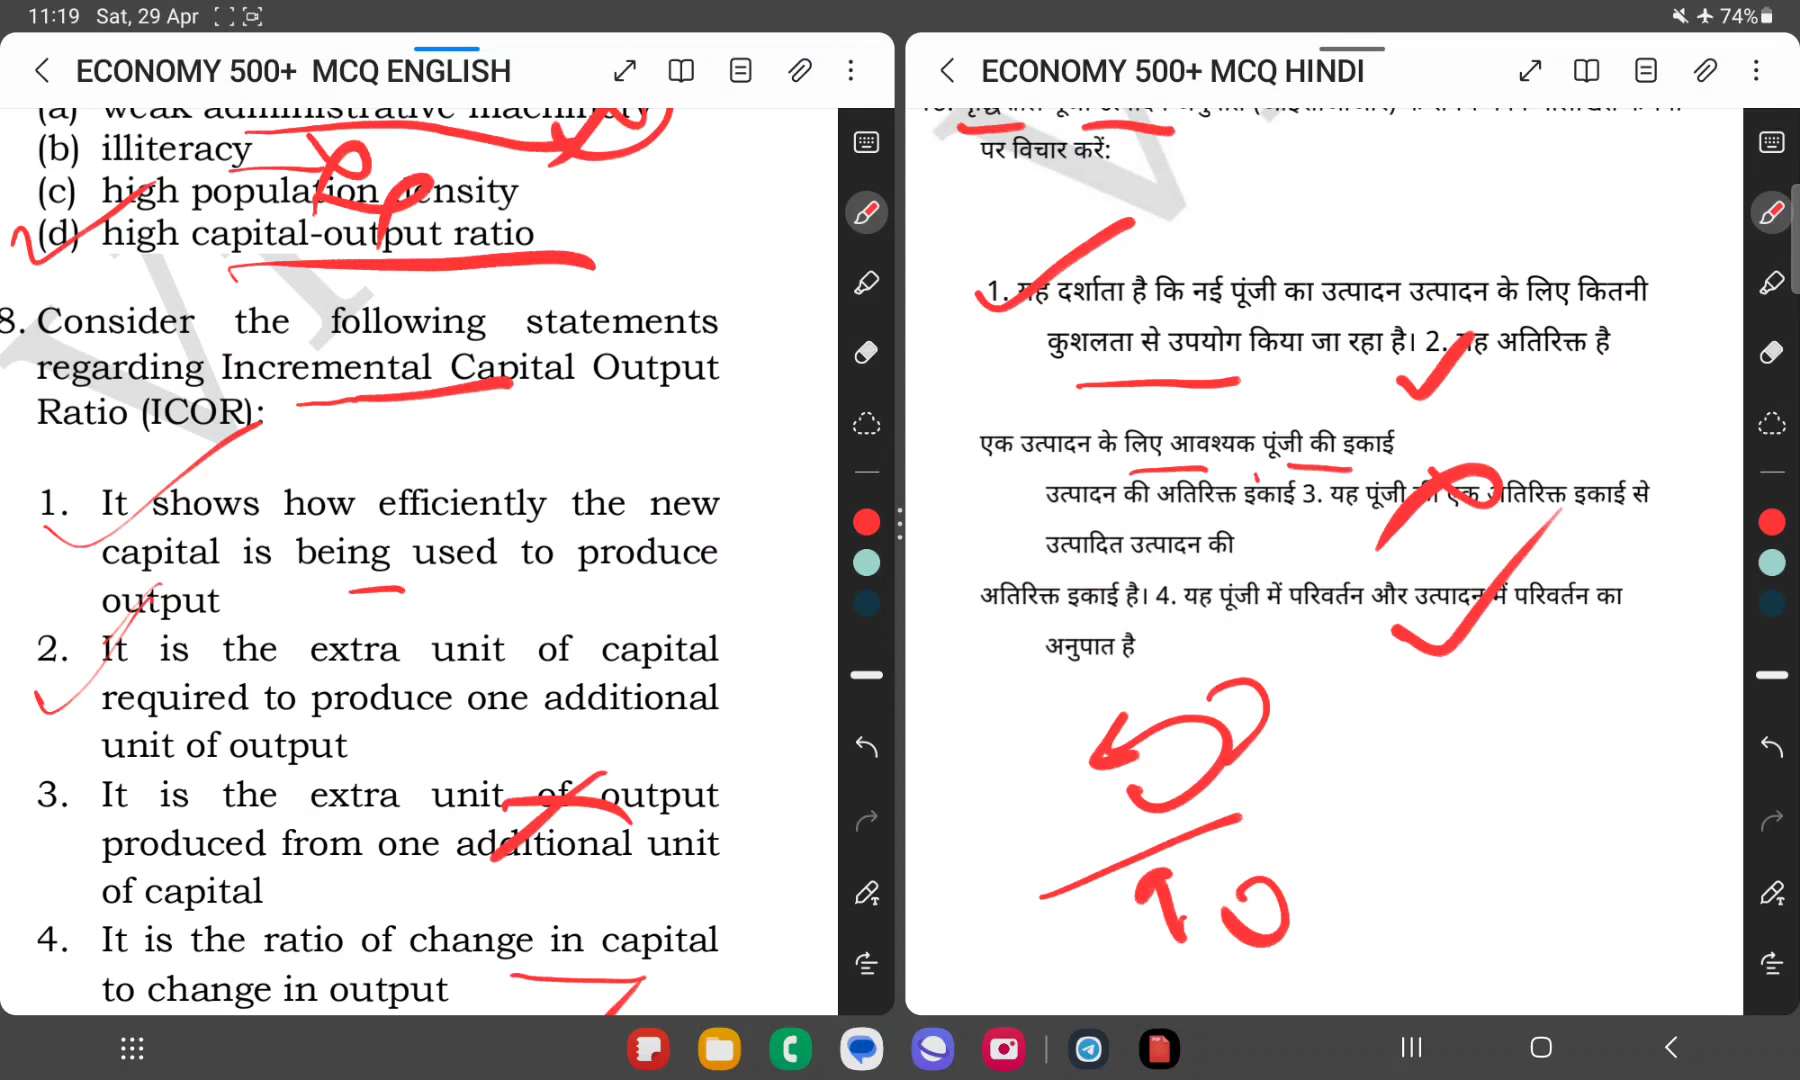 11:19 Sat, 29 Apr
74%
ECONOMY 500+ MCQ ENGLISH
(a) weak administrative machinery
(b) illiteracy
(c) high population density
(d) high capital-output ratio
8. Consider the following statements
regarding Incremental Capital Output
Ratio (ICOR):
1. It shows how efficiently the new
capital is being used to produce
output
2. It is the extra unit of capital
required to produce one additional
unit of output
3. It is the extra unit of output
produced from one additional unit
of capital
4. It is the ratio of change in capital
to change in output
ECONOMY 500+ MCQ HINDI
पर विचार करें:
1. यह दर्शाता है कि नई पूंजी का उत्पादन उत्पादन के लिए कितनी
कुशलता से उपयोग किया जा रहा है। 2. यह अतिरिक्त है
एक उत्पादन के लिए आवश्यक पूंजी की इकाई
उत्पादन की अतिरिक्त इकाई 3. यह पूंजी की एक अतिरिक्त इकाई से
उत्पादित उत्पादन की
अतिरिक्त इकाई है। 4. यह पूंजी में परिवर्तन और उत्पादन में परिवर्तन का
अनुपात है